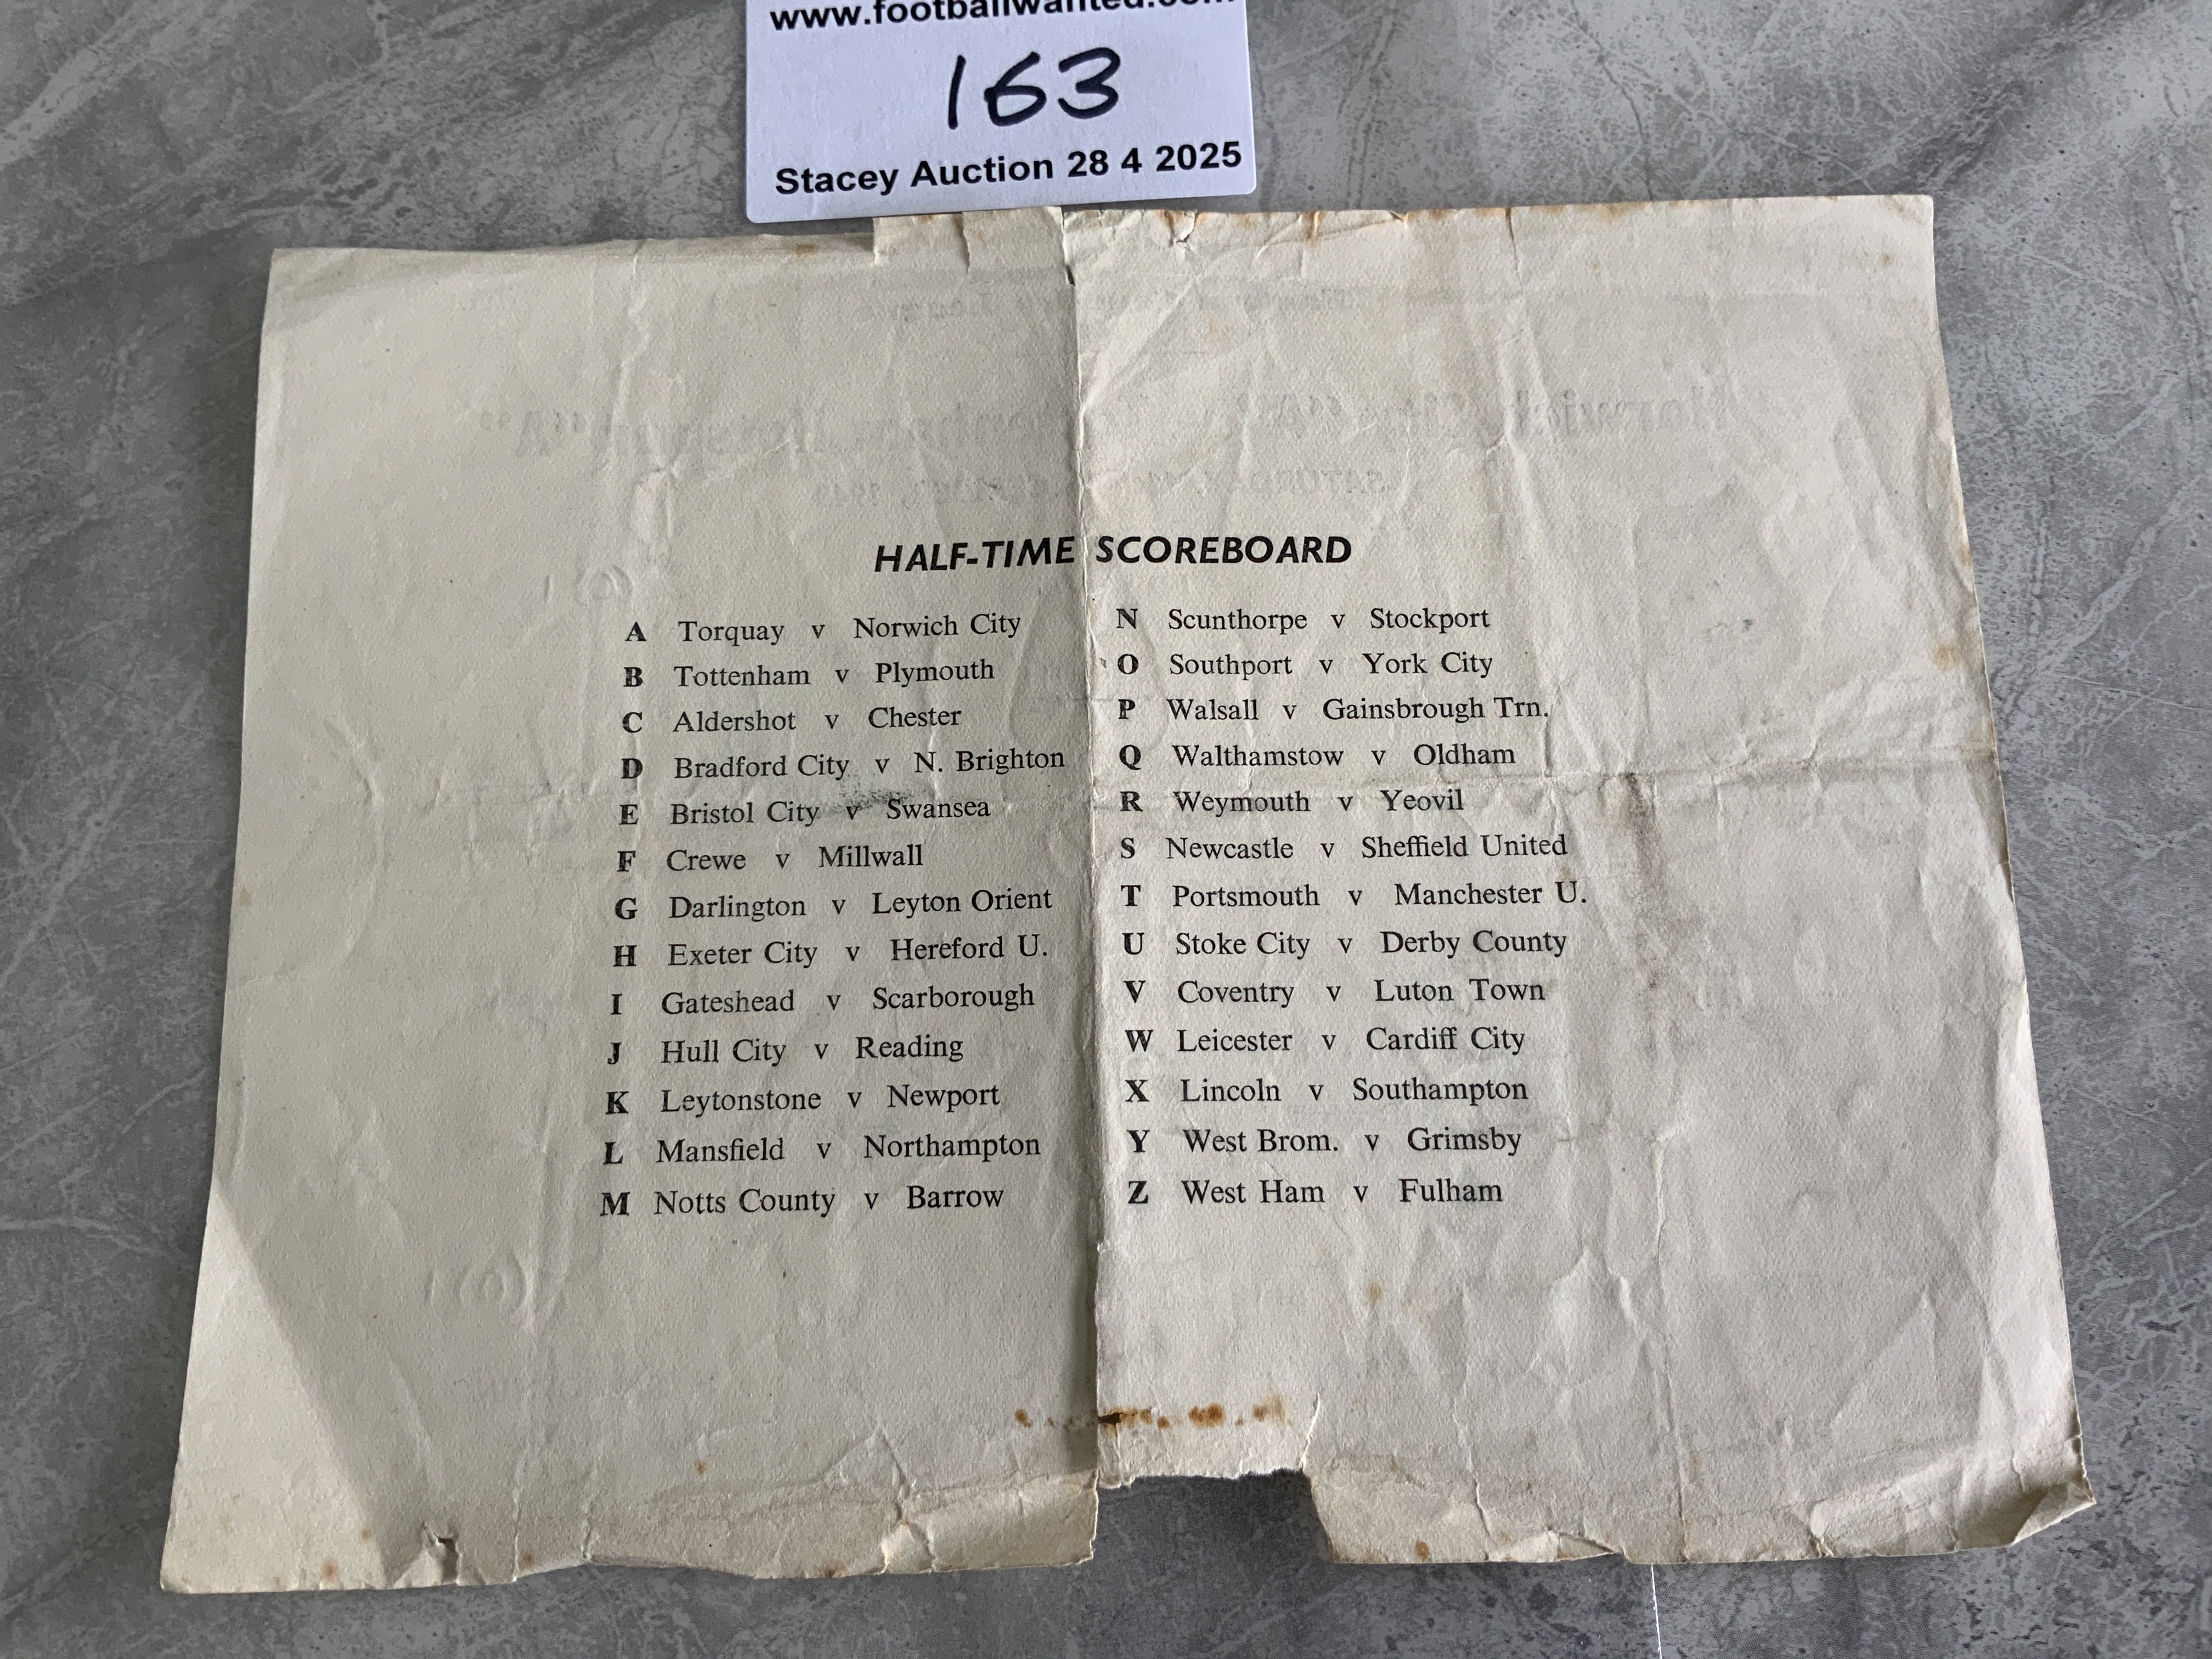 www.footballwanted.com
163
Stacey Auction 28 4 2025
HALF-TIME SCOREBOARD
A Torquay v Norwich City
B Tottenham v Plymouth
C Aldershot v Chester
D Bradford City v N. Brighton
E Bristol City v Swansea
F Crewe v Millwall
G Darlington v Leyton Orient
H Exeter City v Hereford U.
I Gateshead v Scarborough
J Hull City v Reading
K Leytonstone v Newport
L Mansfield v Northampton
M Notts County v Barrow
N Scunthorpe v Stockport
O Southport v York City
P Walsall v Gainsbrough Trn.
Q Walthamstow v Oldham
R Weymouth v Yeovil
S Newcastle v Sheffield United
T Portsmouth v Manchester U.
U Stoke City v Derby County
V Coventry v Luton Town
W Leicester v Cardiff City
X Lincoln v Southampton
Y West Brom. v Grimsby
Z West Ham v Fulham